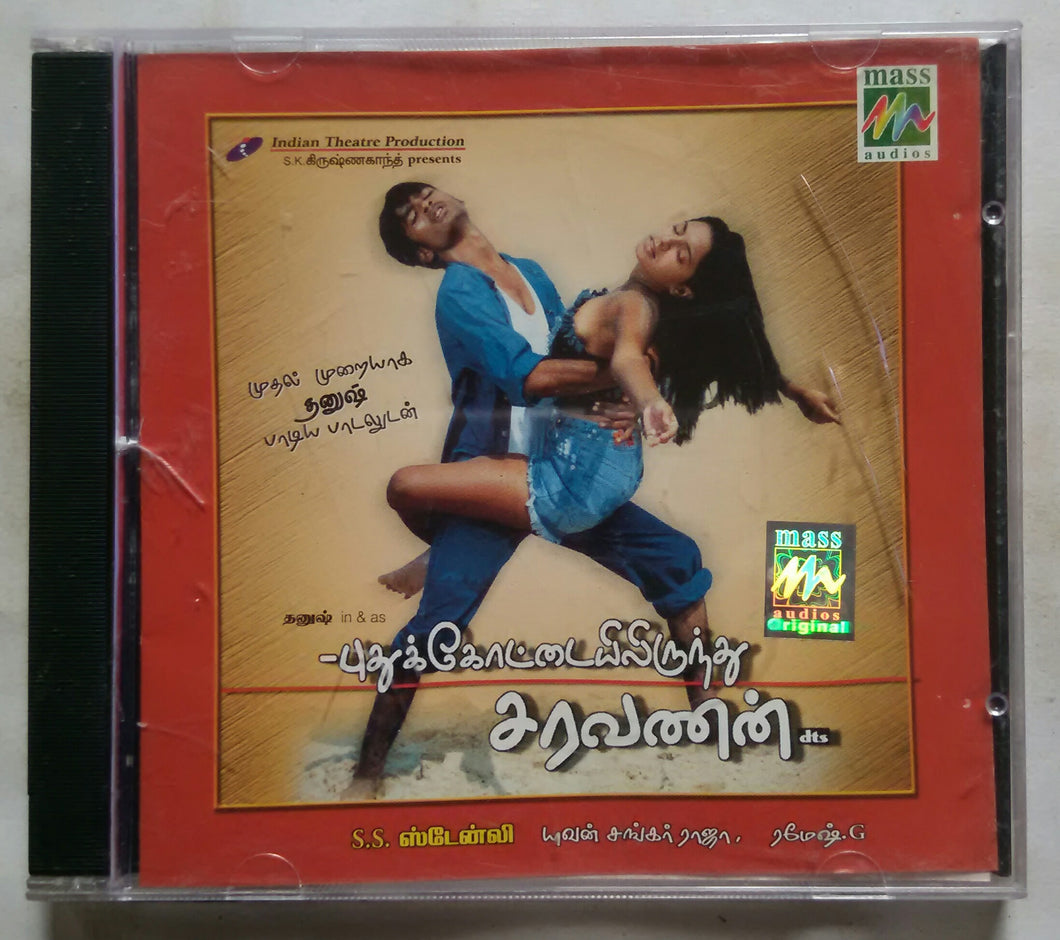 mass
audios
Indian Theatre Production
S.K.கிருஷ்ணகாந்த் presents
முதல் முறையாக
தனுஷ்
பாடிய பாடலுடன்
mass
audios
Original
தனுஷ் in & as
-புதுக்கோட்டையிலிருந்து
சரவணன் dts
S.S. ஸ்டேன்லி யுவன் சங்கர் ராஜா, ரமேஷ்.G